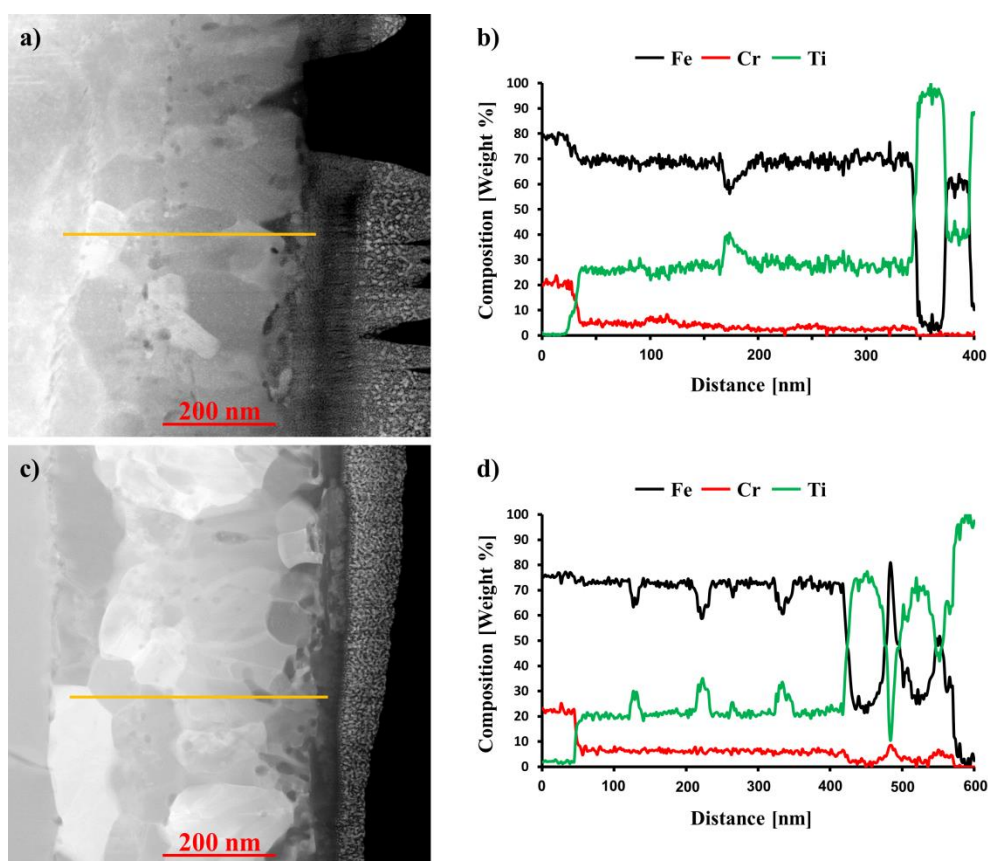 a)
200 nm
b)
Fe Cr Ti
Composition [Weight %]
100
90
80
70
60
50
40
30
20
10
0
0 100 200 300 400
Distance [nm]
c)
200 nm
d)
Fe Cr Ti
Composition [Weight %]
100
90
80
70
60
50
40
30
20
10
0
0 100 200 300 400 500 600
Distance [nm]